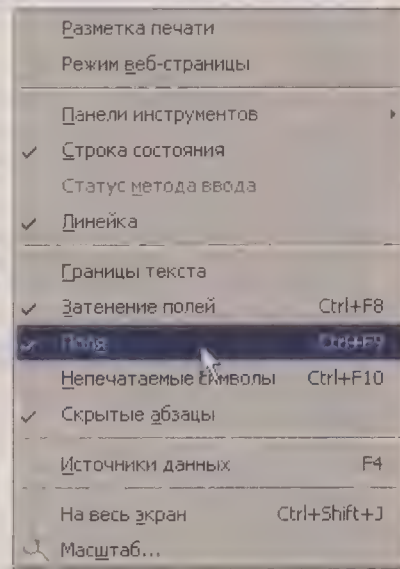 Разметка печати
Режим веб-страницы
Панели инструментов
Строка состояния
Статус метода ввода
Линейка
Границы текста
Затенение полей Ctrl+F8
Поля Ctrl+F9
Непечатаемые символы Ctrl+F10
Скрытые абзацы
Источники данных F4
На весь экран Ctrl+Shift+J
Масштаб...